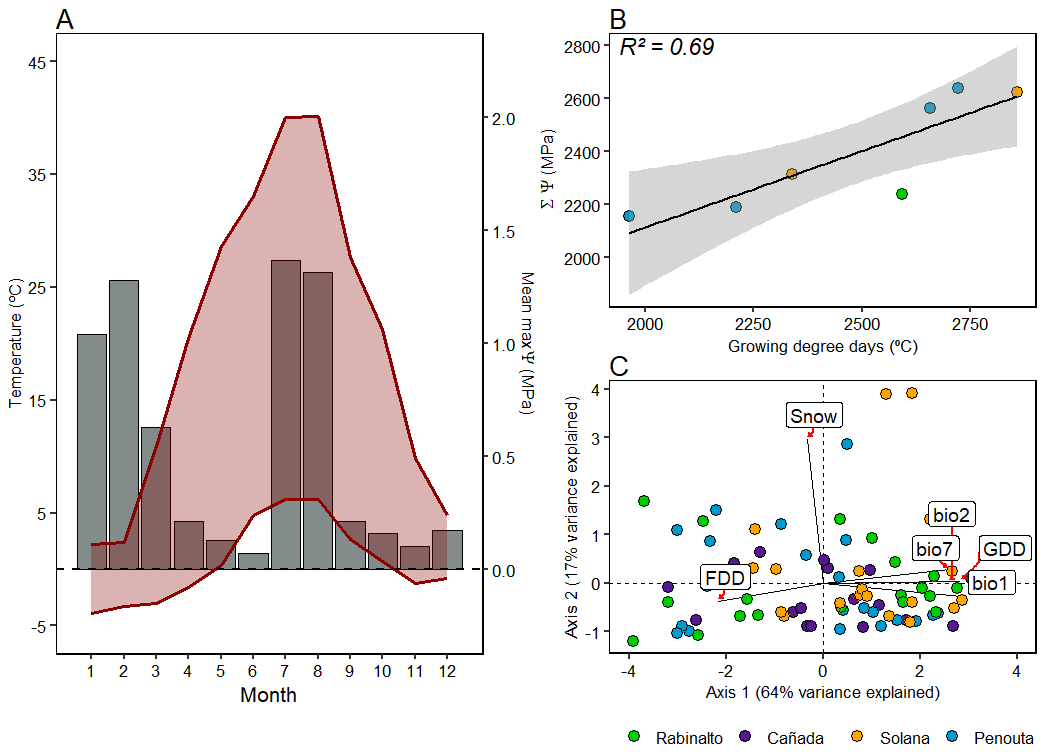 A
45
35
25
15
5
-5
Temperature (ºC)
2.0
1.5
1.0
0.5
0.0
Mean max Ψ (MPa)
1 2 3 4 5 6 7 8 9 10 11 12
Month
B
R² = 0.69
2800
2600
2400
2200
2000
Σ Ψ (MPa)
2000 2250 2500 2750
Growing degree days (ºC)
C
4
3
2
1
0
-1
Axis 2 (17% variance explained)
Snow
bio2
bio7
GDD
FDD
bio1
-4 -2 0 2 4
Axis 1 (64% variance explained)
Rabinalto Cañada Solana Penouta